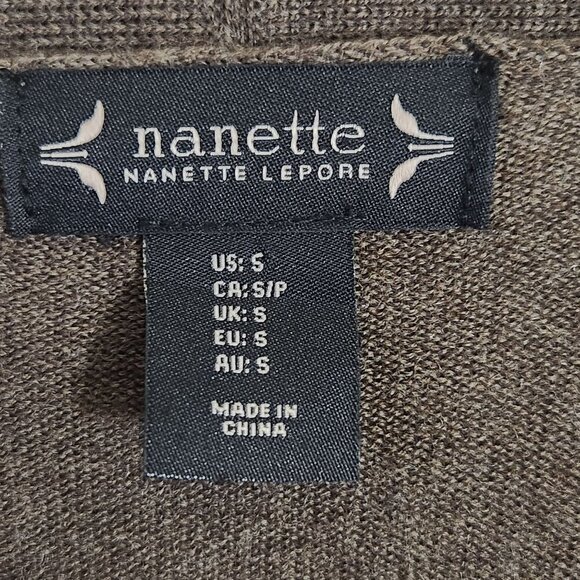 nanette
NANETTE LEPORE
US: S
CA: S/P
UK: S
EU: S
AU: S
MADE IN
CHINA